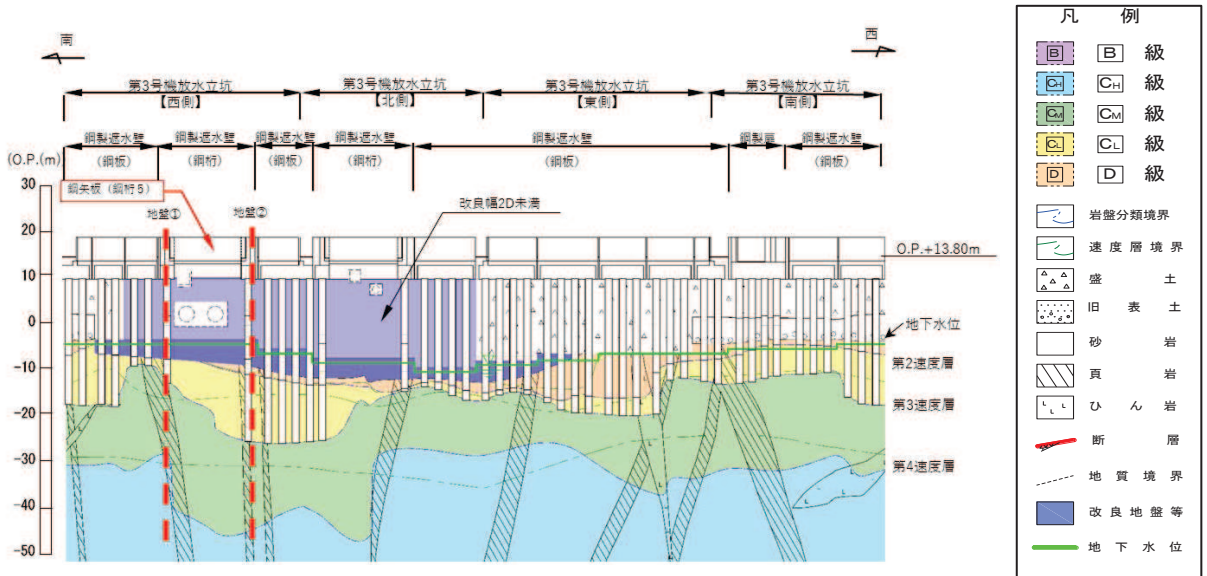 南
西
第3号機放水立坑
【西側】
第3号機放水立坑
【北側】
第3号機放水立坑
【東側】
第3号機放水立坑
【南側】
鋼製遮水壁
(鋼板)
鋼製遮水壁
(鋼桁)
鋼製遮水壁
(鋼板)
鋼製遮水壁
(鋼桁)
鋼製遮水壁
(鋼板)
鋼製扉
鋼製遮水壁
(鋼板)
(O.P.(m)
30
20
10
0
-10
-20
-30
-40
-50
鋼矢板（鋼桁5）
地盤①
地盤②
改良幅2D未満
O.P.+13.80m
地下水位
第2速度層
第3速度層
第4速度層
凡 例
B B 級
CH CH 級
CM CM 級
CL CL 級
D D 級
岩盤分類境界
速度層境界
盛 土
旧 表 土
砂 岩
頁 岩
ひ ん 岩
断 層
地 質 境 界
改 良 地 盤 等
地 下 水 位